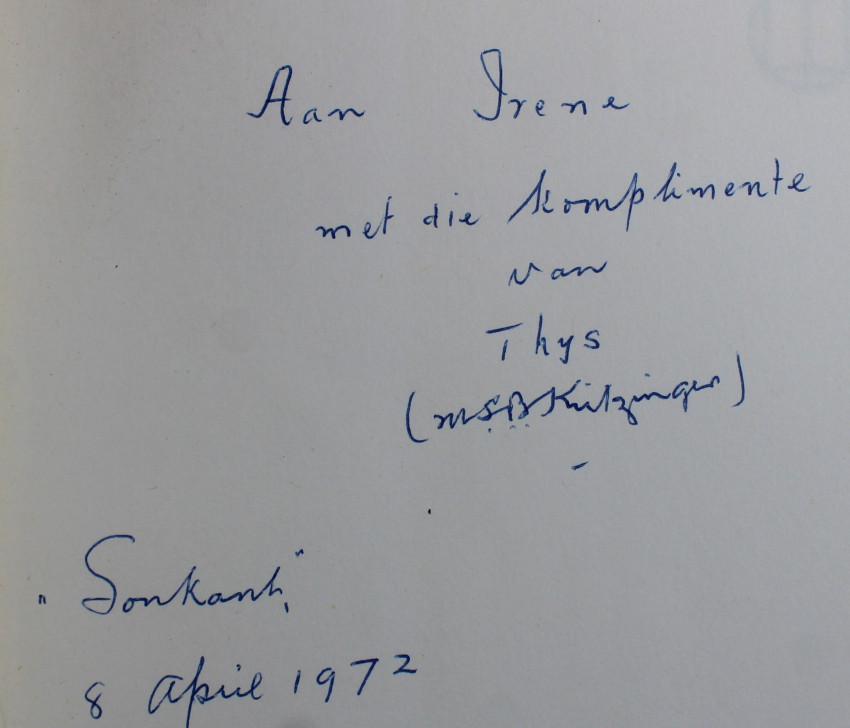 Aan Irene
met die komplimente
van
Thys
(M.S.B. Kritzinger)
"Sonkant",
8 April 1972